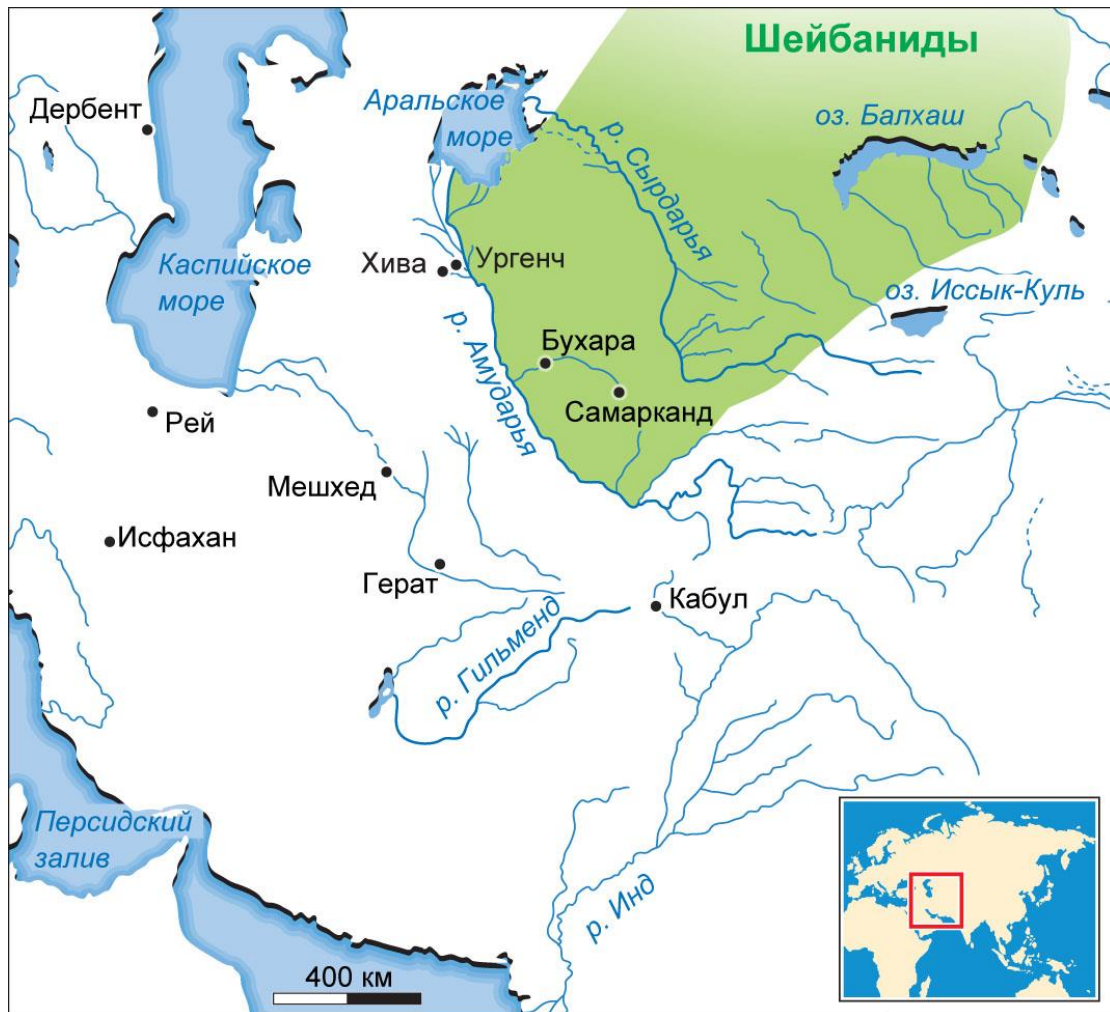 Шейбаниды
Дербент
Аральское
море
оз. Балхаш
р. Сырдарья
Каспийское
море
Хива
Ургенч
оз. Иссык-Куль
р. Амударья
Бухара
Самарканд
Рей
Мешхед
Исфахан
Герат
Кабул
р. Гильменд
Персидский
залив
р. Инд
400 км